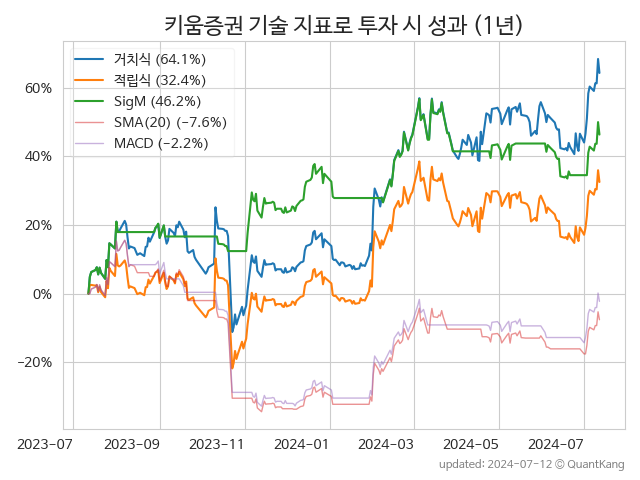 키움증권 기술 지표로 투자 시 성과 (1년)
거치식 (64.1%)
적립식 (32.4%)
SigM (46.2%)
SMA(20) (−7.6%)
MACD (−2.2%)
60%
40%
20%
0%
−20%
2023-07 2023-09 2023-11 2024-01 2024-03 2024-05 2024-07
updated: 2024-07-12 © QuantKang